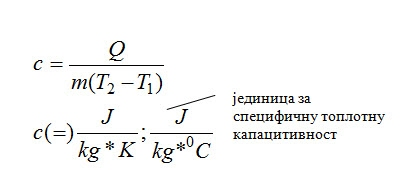 c = Q / m(T₂ − T₁)
c(=) J / kg * K ; J / kg *⁰C
јединица за
специфичну топлотну
капацитивност